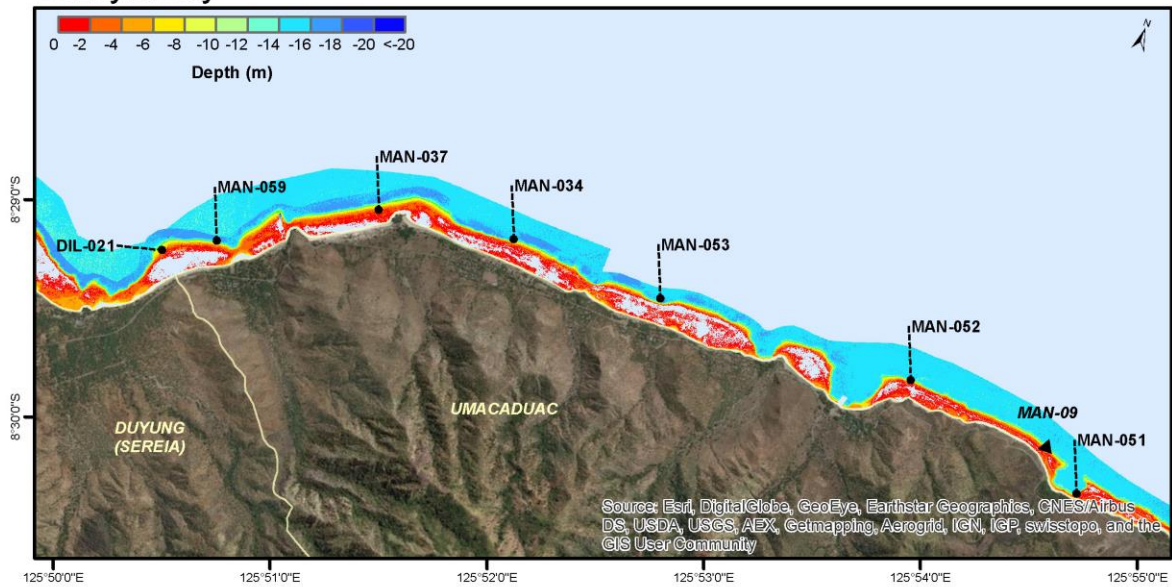 0 -2 -4 -6 -8 -10 -12 -14 -16 -18 -20 <-20
Depth (m)
N
MAN-037
MAN-059
MAN-034
DIL-021
MAN-053
MAN-052
MAN-09
MAN-051
UMACADUAC
DUYUNG
(SEREIA)
8°29'0"S
8°30'0"S
Source: Esri, DigitalGlobe, GeoEye, Earthstar Geographics, CNES/Airbus
DS, USDA, USGS, AEX, Getmapping, Aerogrid, IGN, IGP, swisstopo, and the
GIS User Community
125°50'0"E 125°51'0"E 125°52'0"E 125°53'0"E 125°54'0"E 125°55'0"E